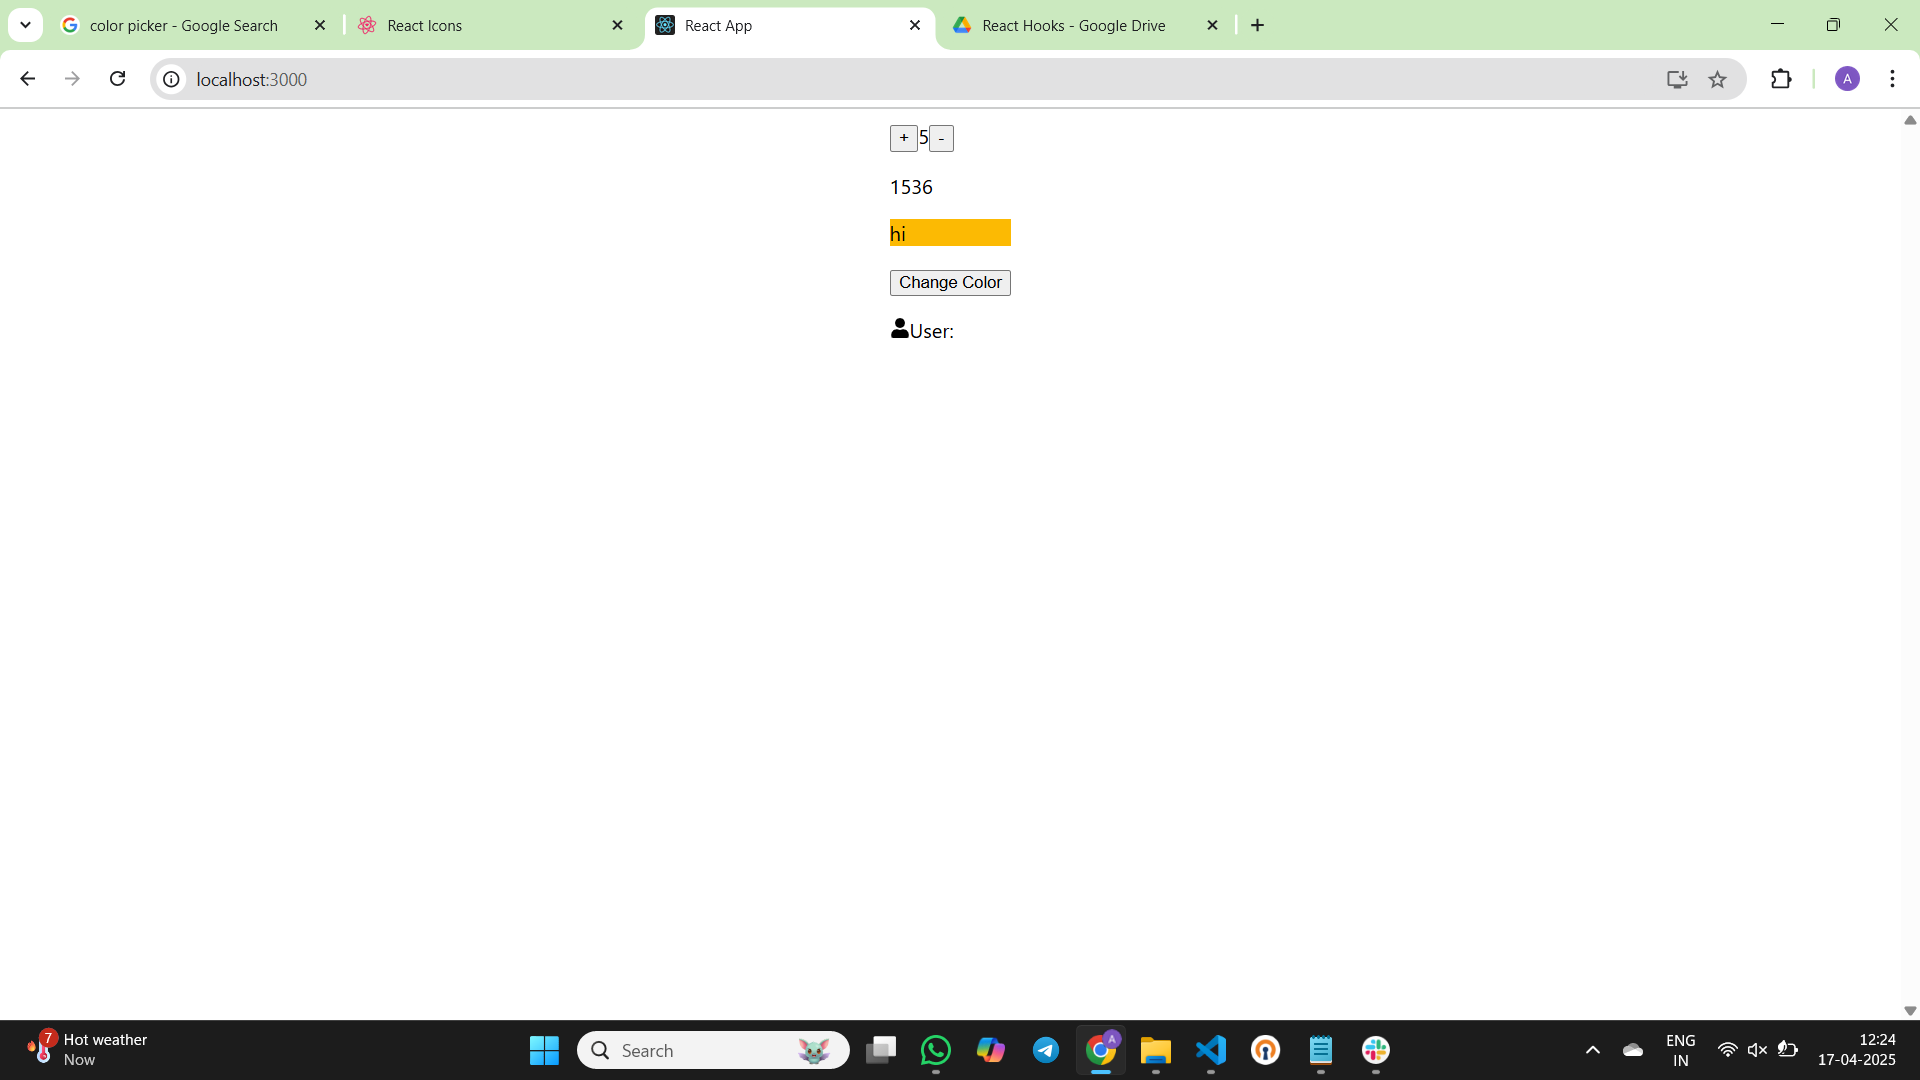 color picker - Google Search
React Icons
React App
React Hooks - Google Drive
localhost:3000
A
+ 5 -
1536
hi
Change Color
User:
7
Hot weather
Now
Search
A
ENG
IN
12:24
17-04-2025